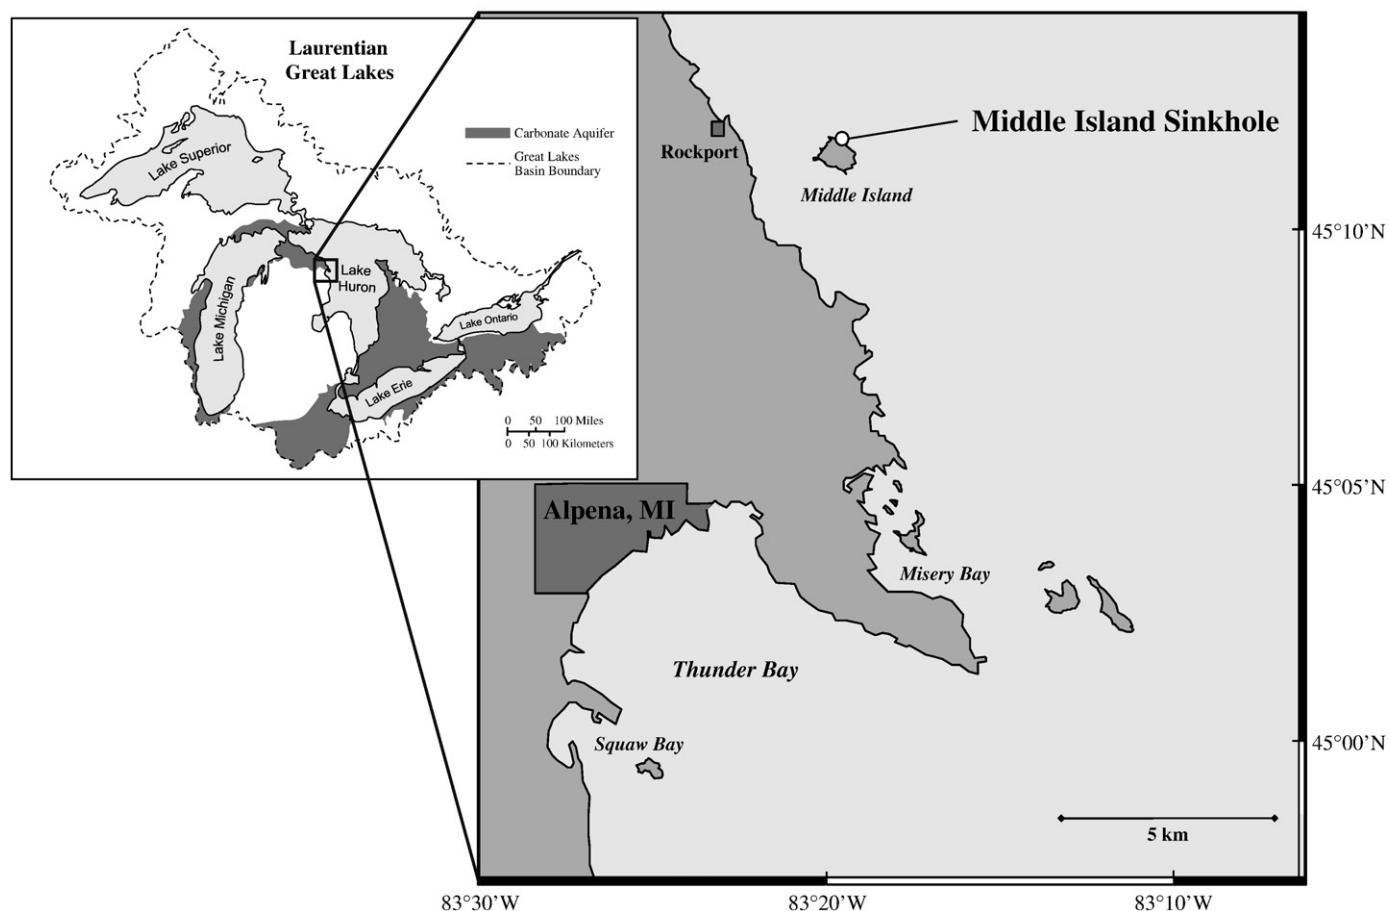 Laurentian
Great Lakes
Carbonate Aquifer
Great Lakes
Basin Boundary
Lake Superior
Lake Michigan
Lake
Huron
Lake Ontario
Lake Erie
0 50 100 Miles
0 50 100 Kilometers
Middle Island Sinkhole
Rockport
Middle Island
45°10'N
45°05'N
Alpena, MI
Misery Bay
Thunder Bay
Squaw Bay
45°00'N
5 km
83°30'W
83°20'W
83°10'W